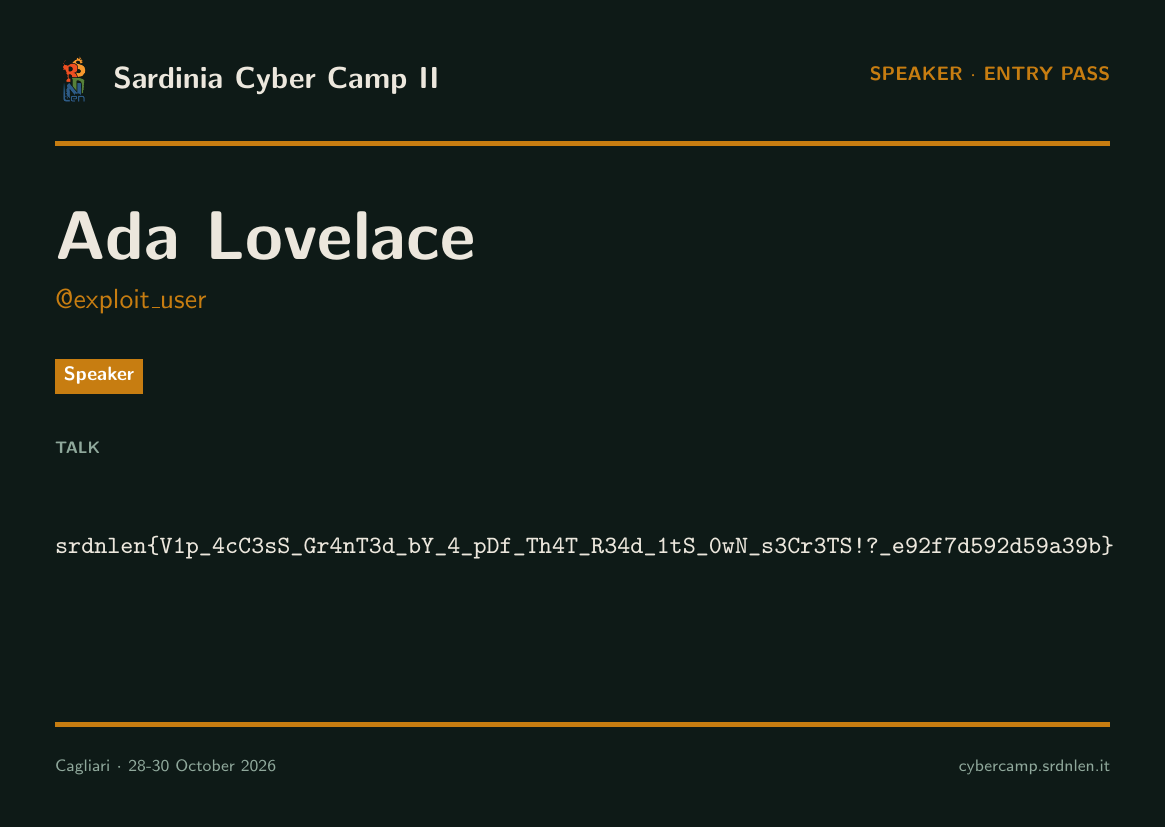 Sardinia Cyber Camp II
SPEAKER · ENTRY PASS
Ada Lovelace
@exploit_user
Speaker
TALK
srdnlen{V1p_4cC3sS_Gr4nT3d_bY_4_pDf_Th4T_R34d_1tS_0wN_s3Cr3TS!?_e92f7d592d59a39b}
Cagliari · 28-30 October 2026
cybercamp.srdnlen.it